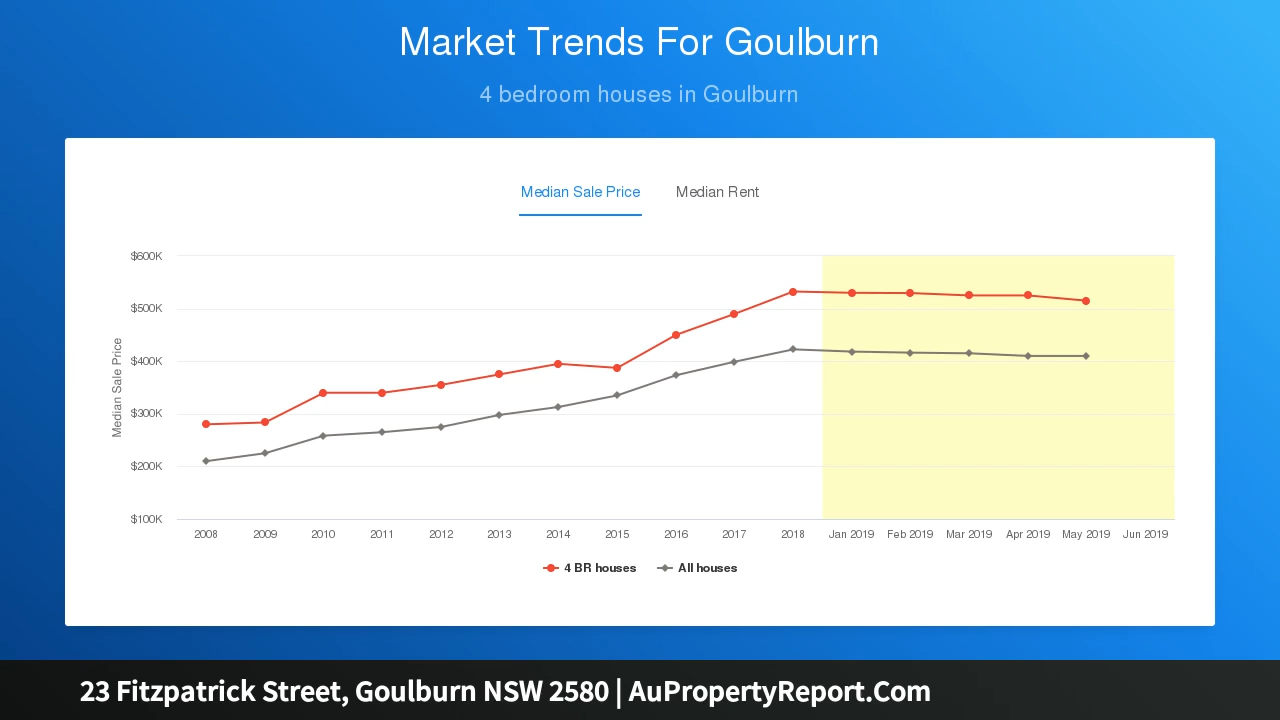 Market Trends For Goulburn
4 bedroom houses in Goulburn
Median Sale Price Median Rent
Median Sale Price
$600K
$500K
$400K
$300K
$200K
$100K
2008 2009 2010 2011 2012 2013 2014 2015 2016 2017 2018 Jan 2019 Feb 2019 Mar 2019 Apr 2019 May 2019 Jun 2019
4 BR houses All houses
23 Fitzpatrick Street, Goulburn NSW 2580 | AuPropertyReport.Com